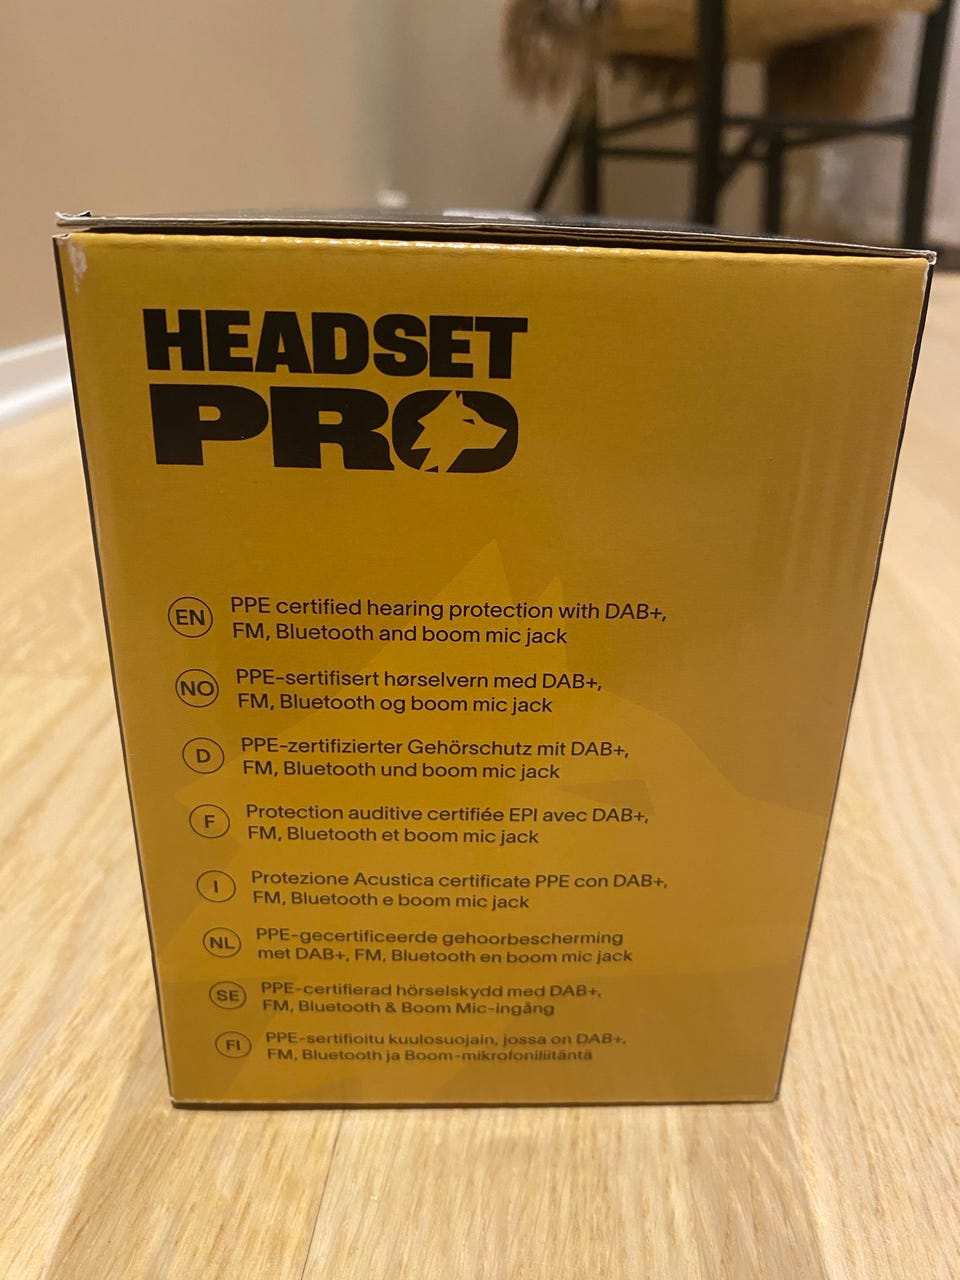 HEADSET
PRO
EN PPE certified hearing protection with DAB+,
FM, Bluetooth and boom mic jack
NO PPE-sertifisert hørselvern med DAB+,
FM, Bluetooth og boom mic jack
D PPE-zertifizierter Gehörschutz mit DAB+,
FM, Bluetooth und boom mic jack
F Protection auditive certifiée EPI avec DAB+,
FM, Bluetooth et boom mic jack
I Protezione Acustica certificate PPE con DAB+,
FM, Bluetooth e boom mic jack
NL PPE-gecertificeerde gehoorbescherming
met DAB+, FM, Bluetooth en boom mic jack
SE PPE-certifierad hörselskydd med DAB+,
FM, Bluetooth & Boom Mic-ingång
FI PPE-sertifioitu kuulosuojain, jossa on DAB+,
FM, Bluetooth ja Boom-mikrofoniliitäntä